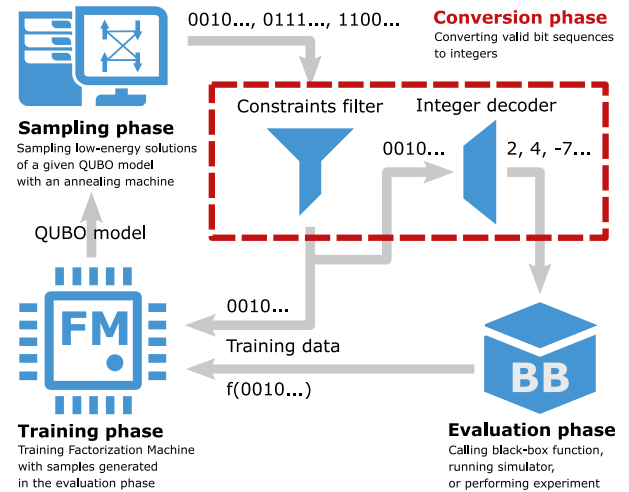 0010..., 0111..., 1100...
Conversion phase
Converting valid bit sequences
to integers
Constraints filter
Integer decoder
0010...
2, 4, -7...
Sampling phase
Sampling low-energy solutions
of a given QUBO model
with an annealing machine
QUBO model
0010...
Training data
f(0010...)
FM
BB
Training phase
Training Factorization Machine
with samples generated
in the evaluation phase
Evaluation phase
Calling black-box function,
running simulator,
or performing experiment